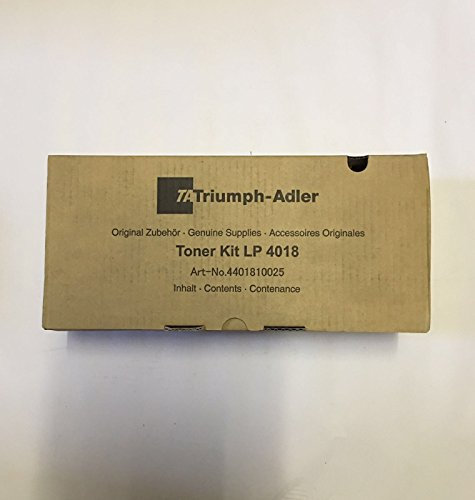 TA Triumph-Adler
Original Zubehör · Genuine Supplies · Accessoires Originales
Toner Kit LP 4018
Art-No.4401810025
Inhalt · Contents · Contenance